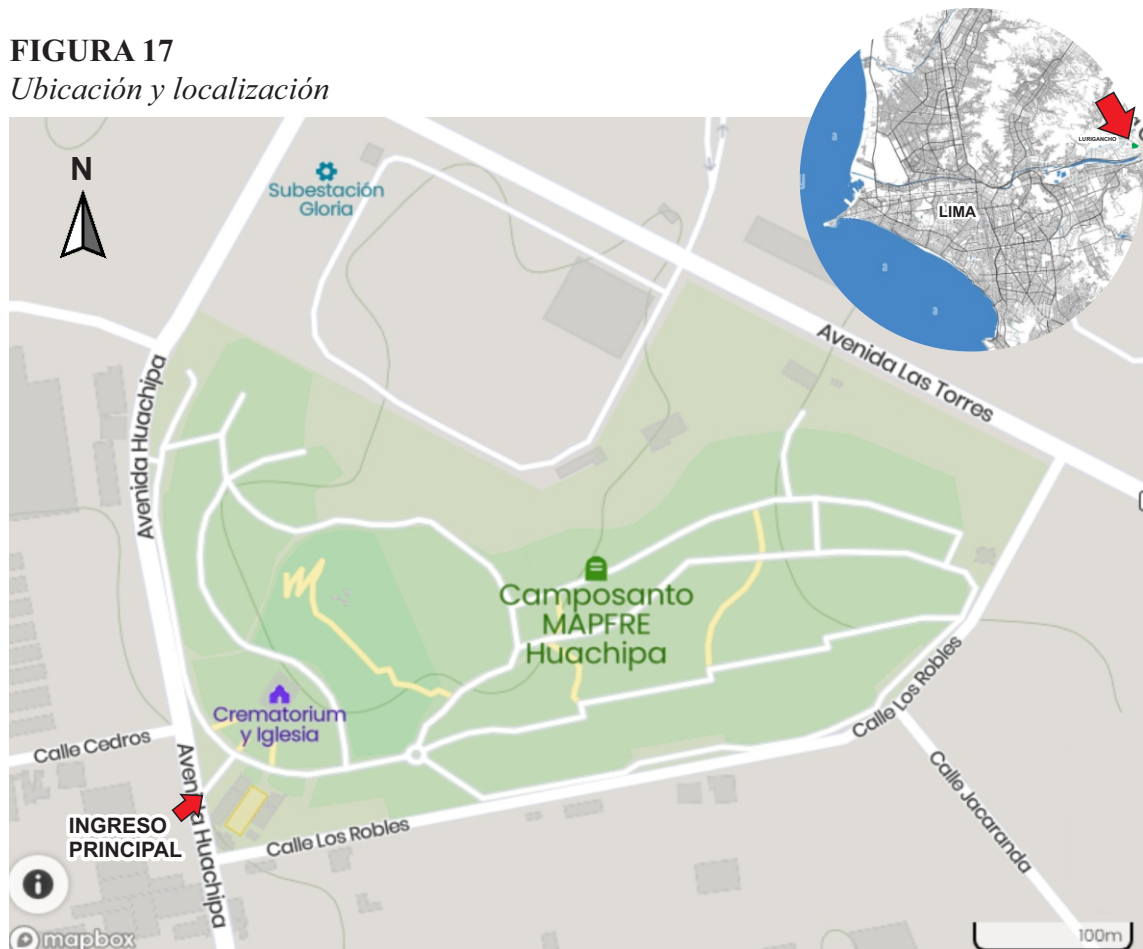 FIGURA 17
Ubicación y localización
N
Subestación
Gloria
LURIGANCHO
LIMA
Avenida Las Torres
Avenida Huachipa
Camposanto
MAPFRE
Huachipa
Crematorium
y Iglesia
Calle Cedros
Calle Los Robles
Avenida Huachipa
INGRESO
PRINCIPAL
Calle Los Robles
Calle Jacaranda
mapbox
100m